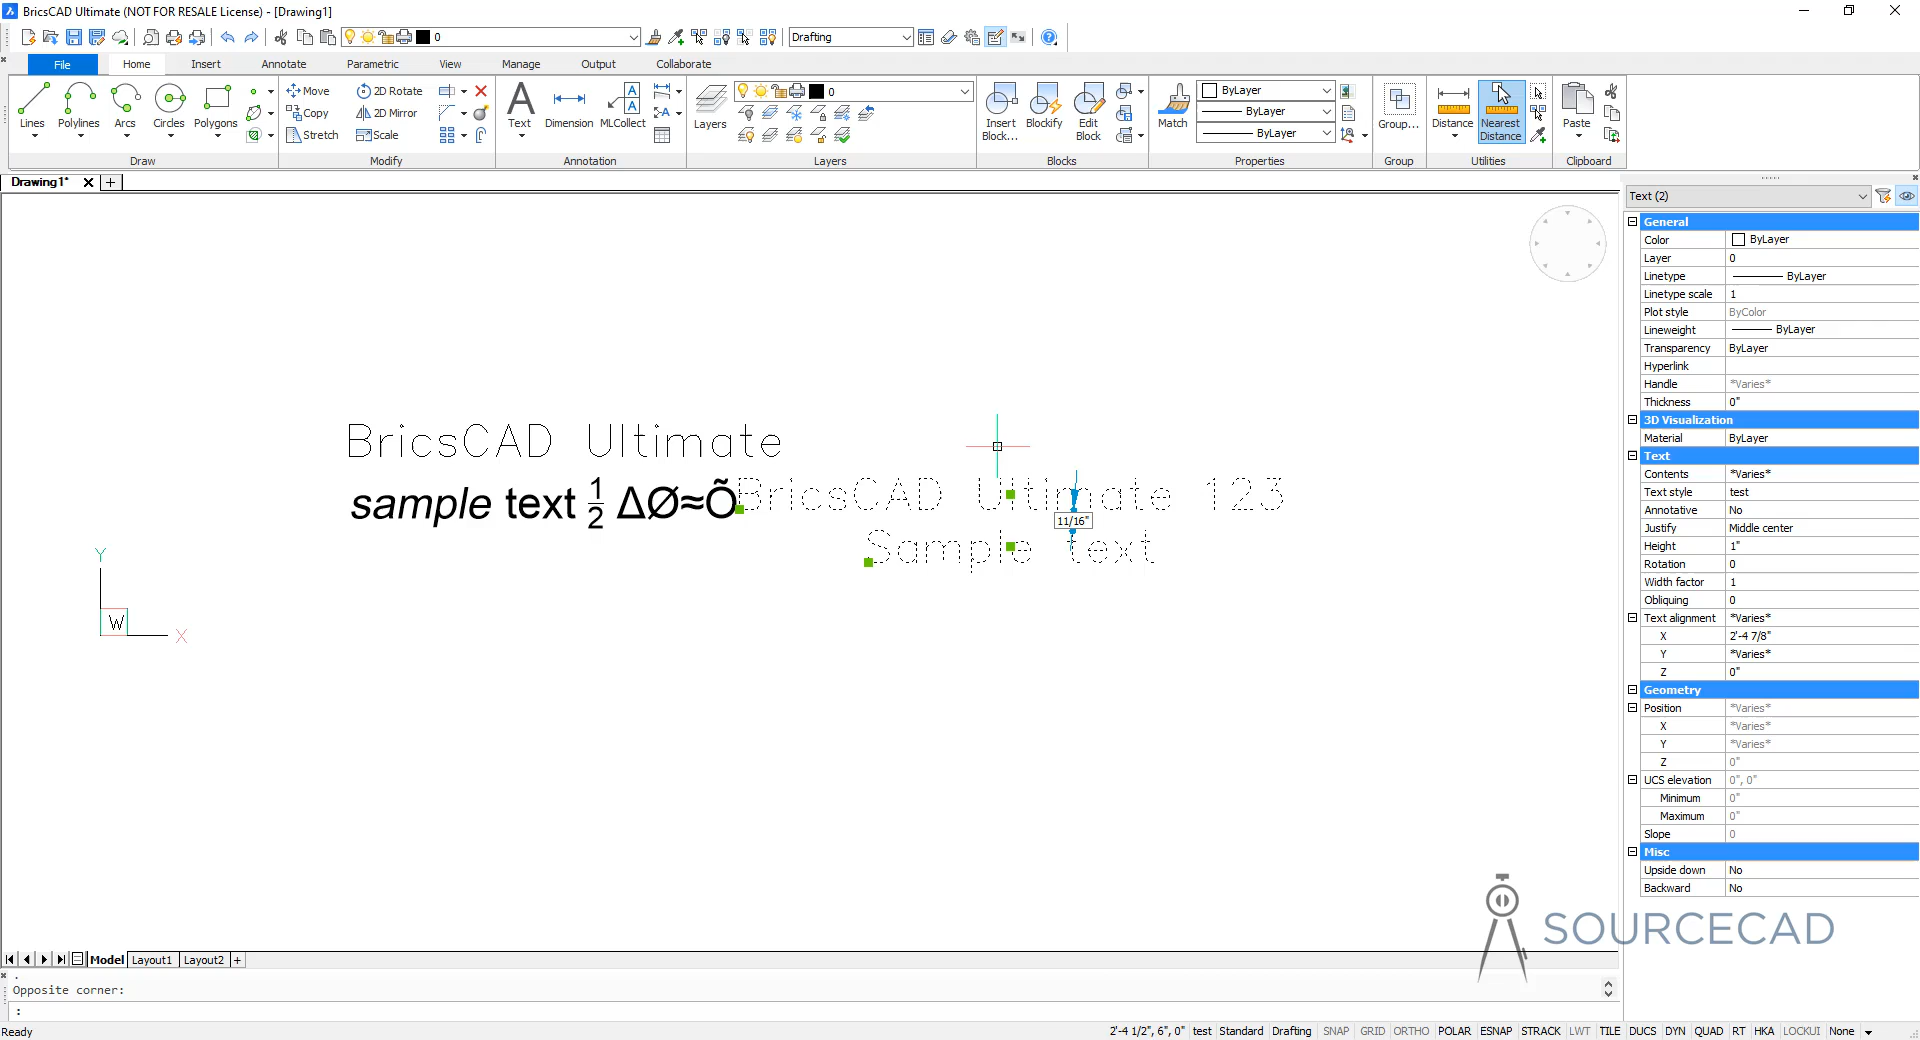 BricsCAD Ultimate (NOT FOR RESALE License) - [Drawing1]
0
Drafting
File Home Insert Annotate Parametric View Manage Output Collaborate
Lines Polylines Arcs Circles Polygons
Draw
Move 2D Rotate
Copy 2D Mirror
Stretch Scale
Modify
Text Dimension MLCollect
Annotation
Layers
0
Layers
Insert Block... Blockify Edit Block
Blocks
Match
ByLayer
ByLayer
ByLayer
Properties
Group...
Group
Distance Nearest Distance
Utilities
Paste
Clipboard
Drawing1*
BricsCAD Ultimate
sample text 1/2 ΔØ≈Õ
BricsCAD Ultimate 123
11/16"
Sample text
Y
W
X
Text (2)
General
Color ByLayer
Layer 0
Linetype ByLayer
Linetype scale 1
Plot style ByColor
Lineweight ByLayer
Transparency ByLayer
Hyperlink
Handle *Varies*
Thickness 0"
3D Visualization
Material ByLayer
Text
Contents *Varies*
Text style test
Annotative No
Justify Middle center
Height 1"
Rotation 0
Width factor 1
Obliquing 0
Text alignment *Varies*
X 2'-4 7/8"
Y *Varies*
Z 0"
Geometry
Position *Varies*
X *Varies*
Y *Varies*
Z 0"
UCS elevation 0", 0"
Minimum 0"
Maximum 0"
Slope 0
Misc
Upside down No
Backward No
SOURCECAD
Model Layout1 Layout2 +
.
Opposite corner:
:
Ready
2'-4 1/2", 6", 0" test Standard Drafting SNAP GRID ORTHO POLAR ESNAP STRACK LWT TILE DUCS DYN QUAD RT HKA LOCKUI None